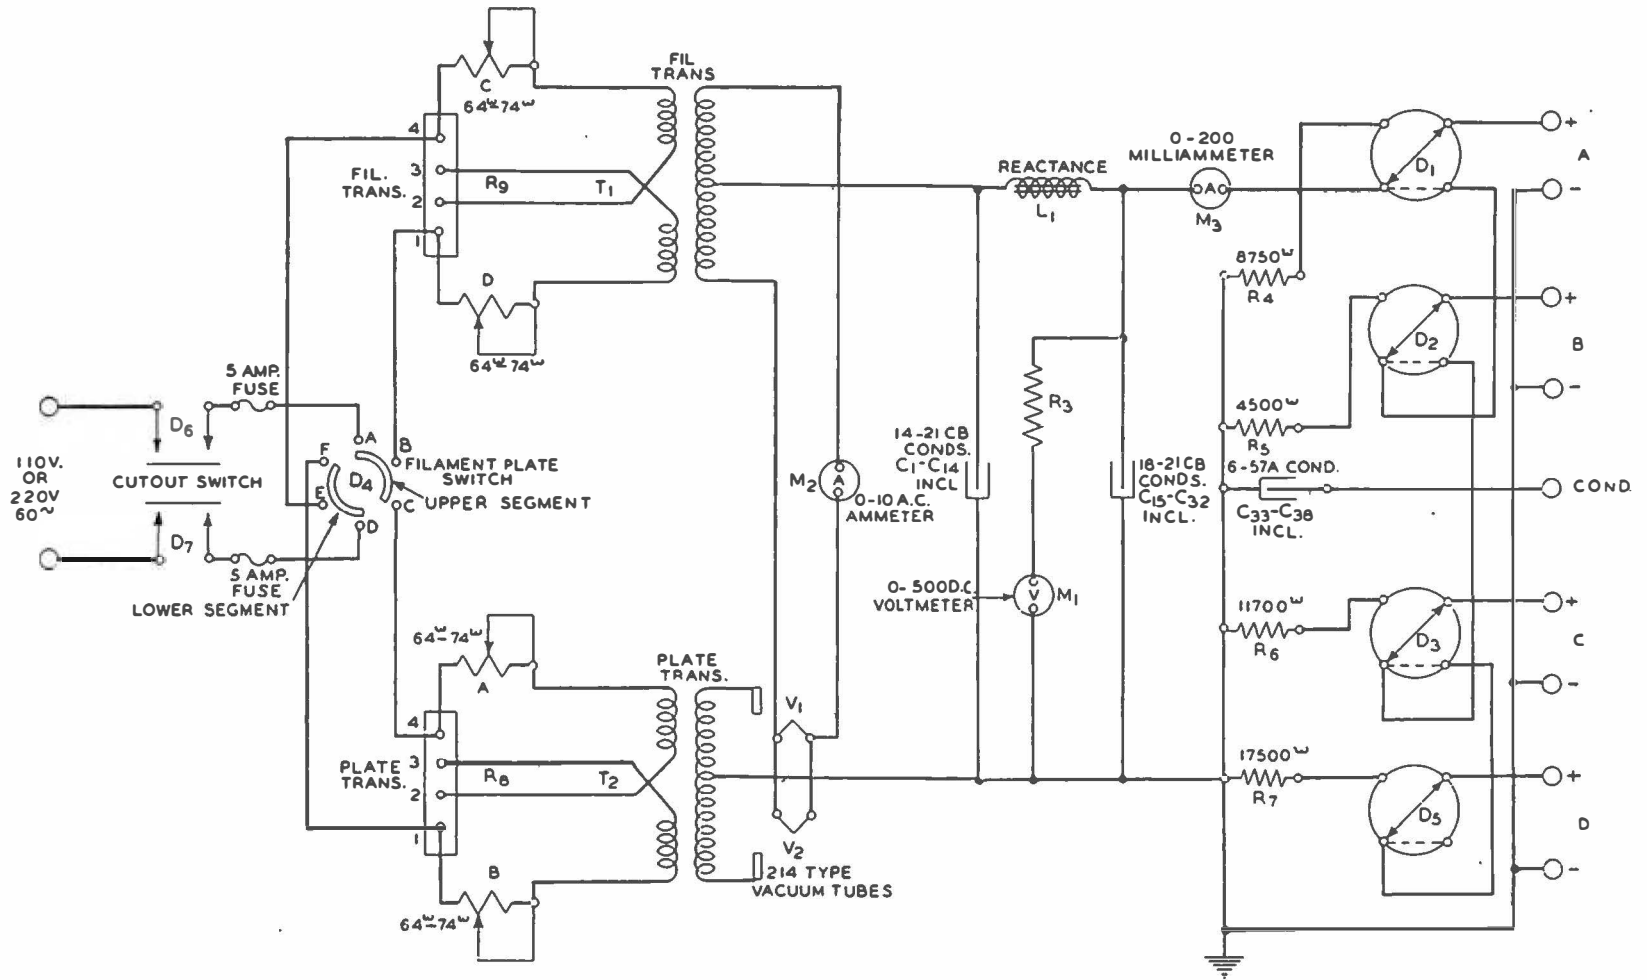 C
64ω-74ω
FIL
TRANS
4
3
2
1
FIL.
TRANS.
R9
T1
D
64ω-74ω
REACTANCE
L1
0-200
MILLIAMMETER
A
M3
D1
+
A
-
8750ω
R4
D2
+
B
-
5 AMP.
FUSE
D6
110V.
OR
220V
60~
CUTOUT SWITCH
D7
5 AMP.
FUSE
LOWER SEGMENT
A
B
F
D4
E
C
D
FILAMENT PLATE
SWITCH
UPPER SEGMENT
M2
A
0-10 A.C.
AMMETER
14-21CB
CONDS.
C1-C14
INCL
R3
18-21CB
CONDS.
C15-C32
INCL.
4500ω
R5
6-57A COND.
C33-C38
INCL.
COND.
0-500D.C.
VOLTMETER
V
M1
11700ω
R6
D3
+
C
-
64ω-74ω
A
PLATE
TRANS.
4
3
2
1
PLATE
TRANS.
R8
T2
B
64ω-74ω
V1
V2
214 TYPE
VACUUM TUBES
17500ω
R7
D5
+
D
-